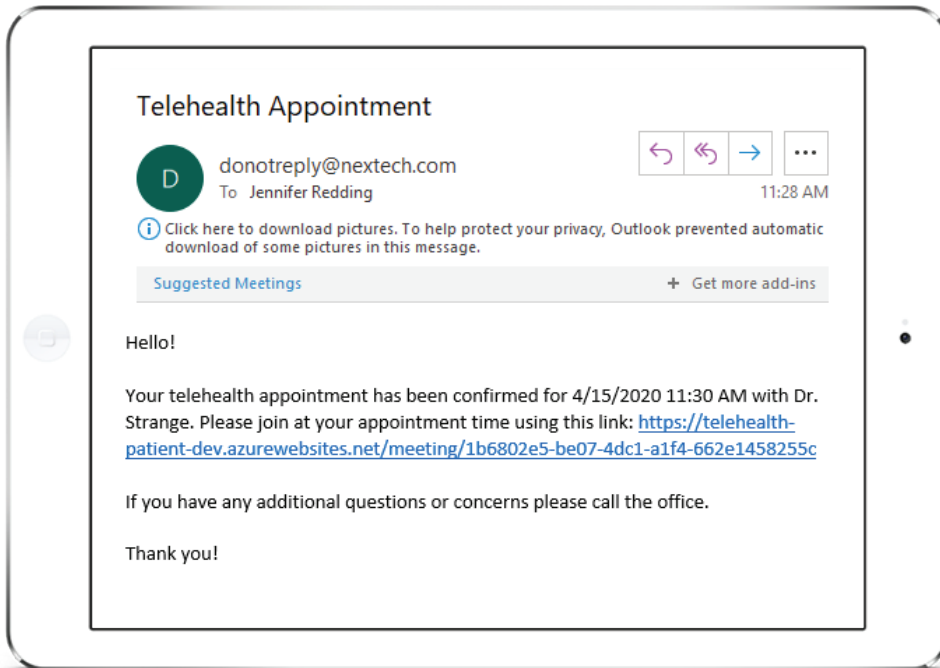 Telehealth Appointment
D
donotreply@nextech.com
To Jennifer Redding
11:28 AM
Click here to download pictures. To help protect your privacy, Outlook prevented automatic
download of some pictures in this message.
Suggested Meetings
+ Get more add-ins
Hello!
Your telehealth appointment has been confirmed for 4/15/2020 11:30 AM with Dr.
Strange. Please join at your appointment time using this link: https://telehealth-
patient-dev.azurewebsites.net/meeting/1b6802e5-be07-4dc1-a1f4-662e1458255c
If you have any additional questions or concerns please call the office.
Thank you!